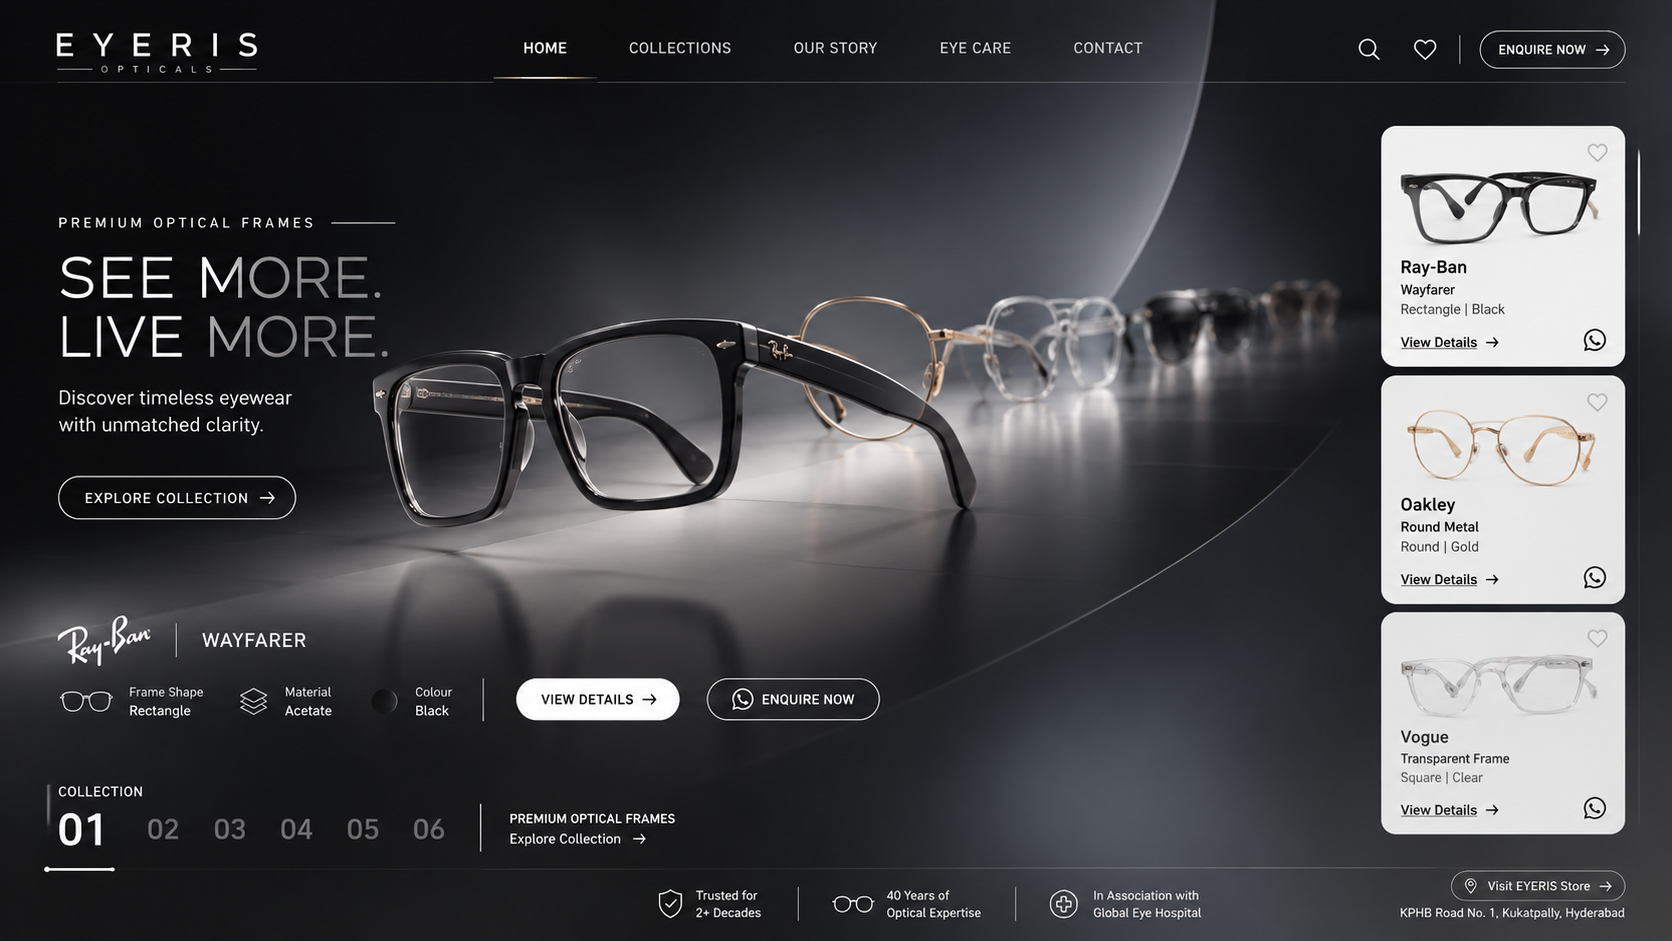 EYERIS
OPTICALS
HOME
COLLECTIONS
OUR STORY
EYE CARE
CONTACT
ENQUIRE NOW
PREMIUM OPTICAL FRAMES
SEE MORE.
LIVE MORE.
Discover timeless eyewear
with unmatched clarity.
EXPLORE COLLECTION
Ray-Ban
WAYFARER
Frame Shape
Rectangle
Material
Acetate
Colour
Black
VIEW DETAILS
ENQUIRE NOW
COLLECTION
01 02 03 04 05 06
PREMIUM OPTICAL FRAMES
Explore Collection
Ray-Ban
Wayfarer
Rectangle | Black
View Details
Oakley
Round Metal
Round | Gold
View Details
Vogue
Transparent Frame
Square | Clear
View Details
Trusted for
2+ Decades
40 Years of
Optical Expertise
In Association with
Global Eye Hospital
Visit EYERIS Store
KPHB Road No. 1, Kukatpally, Hyderabad